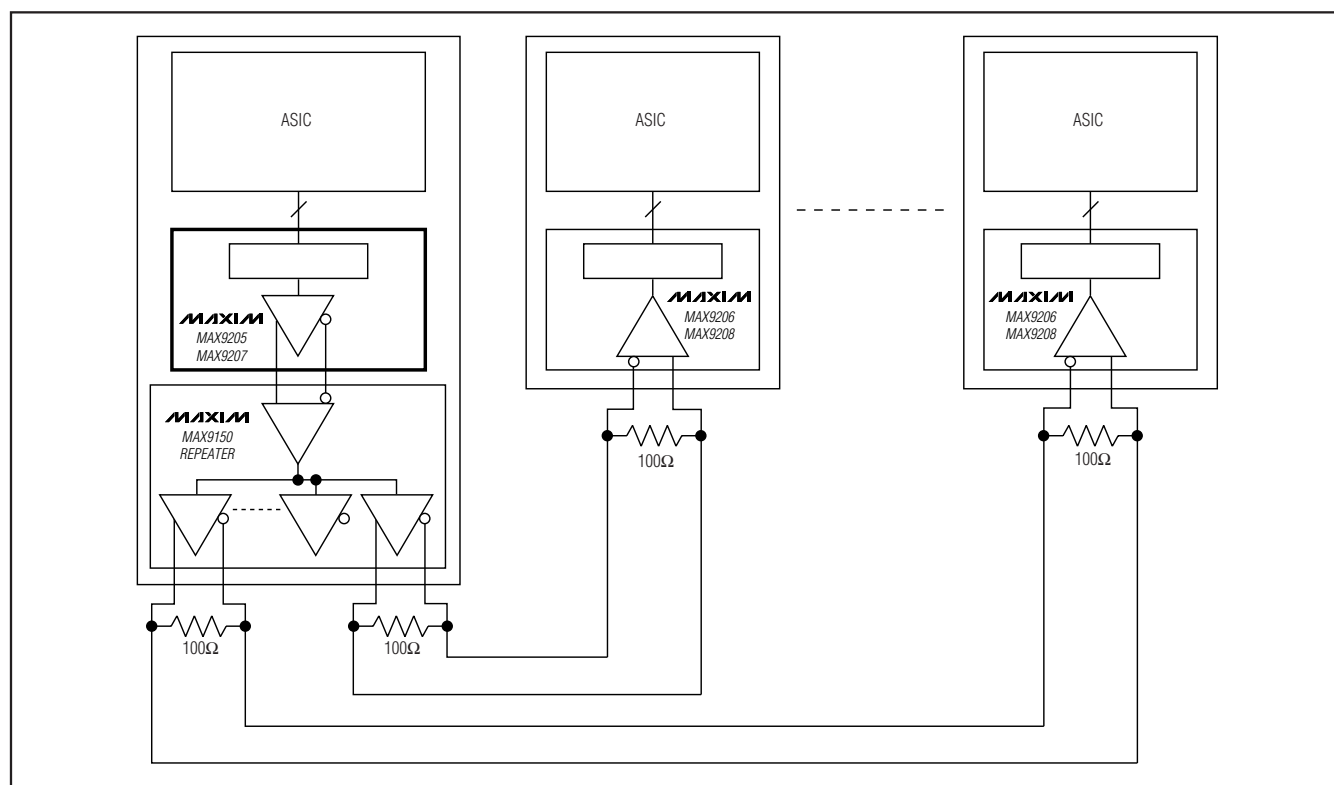 ASIC
ASIC
ASIC
MAXIM
MAX9205
MAX9207
MAXIM
MAX9206
MAX9208
MAXIM
MAX9206
MAX9208
MAXIM
MAX9150
REPEATER
100Ω
100Ω
100Ω
100Ω